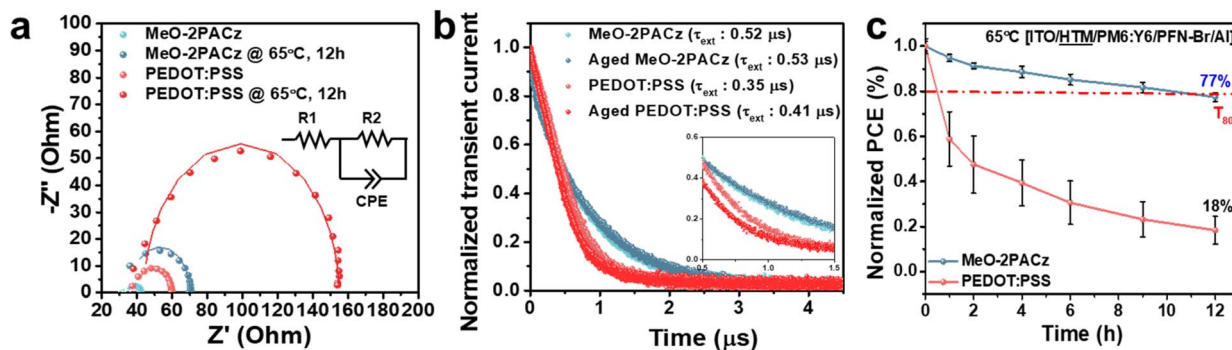 a
MeO-2PACz
MeO-2PACz @ 65°C, 12h
PEDOT:PSS
PEDOT:PSS @ 65°C, 12h
R1 R2
CPE
-Z" (Ohm)
100
90
80
70
60
50
40
30
20
10
0
20 40 60 80 100 120 140 160 180 200
Z' (Ohm)
b
MeO-2PACz (τext : 0.52 μs)
Aged MeO-2PACz (τext : 0.53 μs)
PEDOT:PSS (τext : 0.35 μs)
Aged PEDOT:PSS (τext : 0.41 μs)
Normalized transient current
1.0
0.8
0.6
0.4
0.2
0.0
0 1 2 3 4
Time (μs)
0.6
0.4
0.2
0.0
0.5 1.0 1.5
c
65°C [ITO/HTM/PM6:Y6/PFN-Br/Al]
77%
T80
18%
MeO-2PACz
PEDOT:PSS
Normalized PCE (%)
1.0
0.8
0.6
0.4
0.2
0.0
0 2 4 6 8 10 12
Time (h)